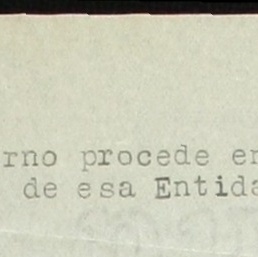 rno procede en
de esa Entida